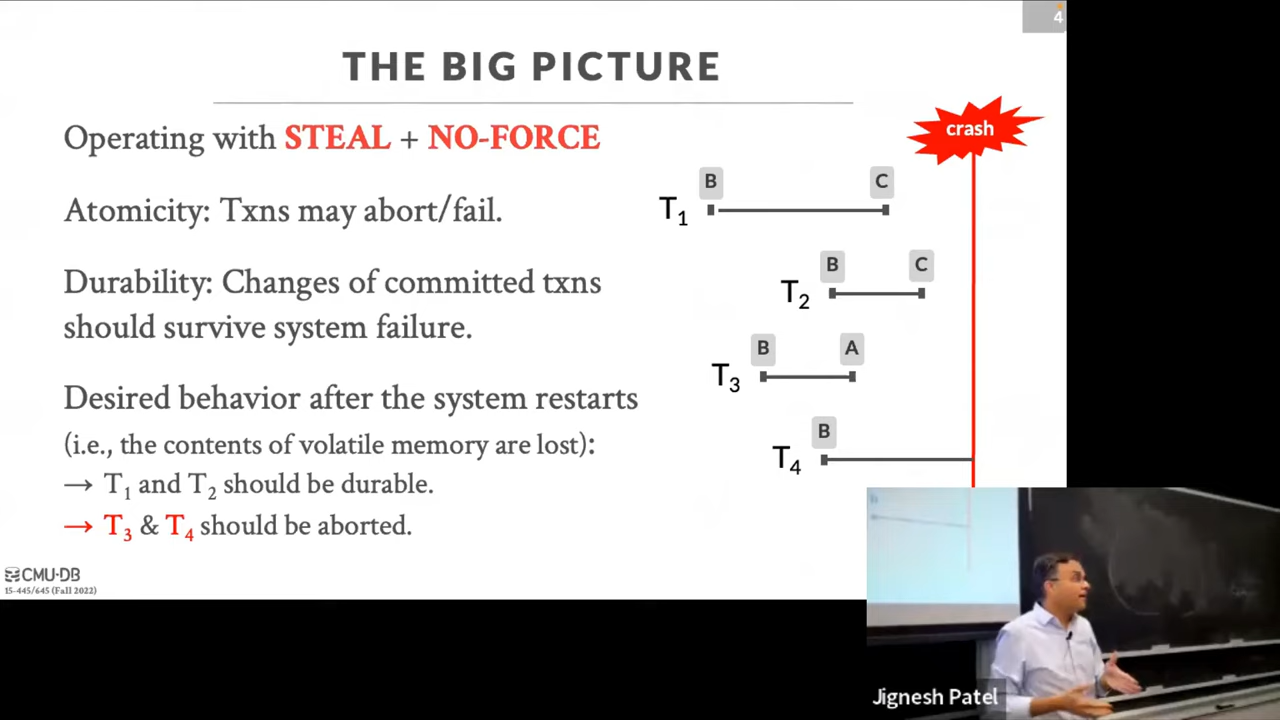 4
THE BIG PICTURE
Operating with STEAL + NO-FORCE
Atomicity: Txns may abort/fail.
Durability: Changes of committed txns
should survive system failure.
Desired behavior after the system restarts
(i.e., the contents of volatile memory are lost):
→ T1 and T2 should be durable.
→ T3 & T4 should be aborted.
crash
B C
T1
B C
T2
B A
T3
B
T4
CMU·DB
15-445/645 (Fall 2022)
Jignesh Patel